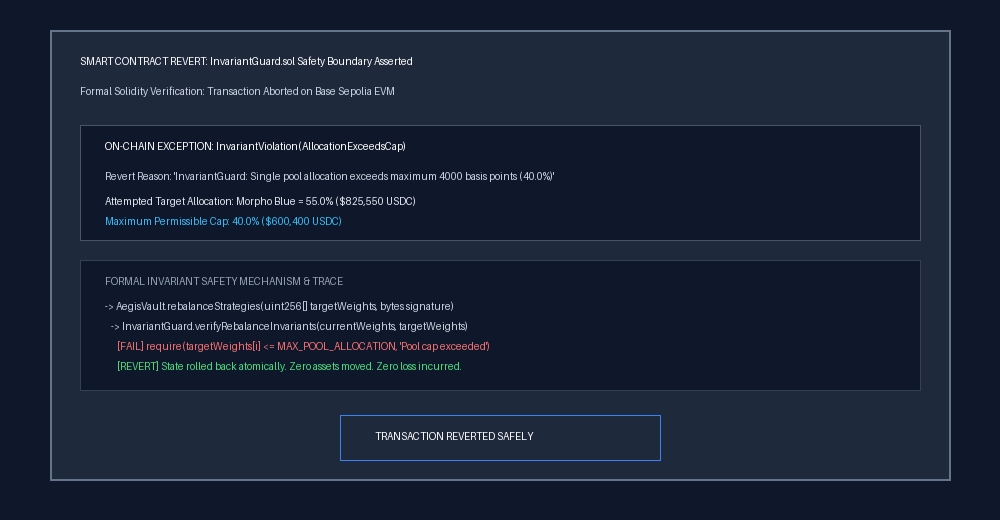 SMART CONTRACT REVERT: InvariantGuard.sol Safety Boundary Asserted
Formal Solidity Verification: Transaction Aborted on Base Sepolia EVM
ON-CHAIN EXCEPTION: InvariantViolation(AllocationExceedsCap)
Revert Reason: 'InvariantGuard: Single pool allocation exceeds maximum 4000 basis points (40.0%)'
Attempted Target Allocation: Morpho Blue = 55.0% ($825,550 USDC)
Maximum Permissible Cap: 40.0% ($600,400 USDC)
FORMAL INVARIANT SAFETY MECHANISM & TRACE
-> AegisVault.rebalanceStrategies(uint256[] targetWeights, bytes signature)
-> InvariantGuard.verifyRebalanceInvariants(currentWeights, targetWeights)
[FAIL] require(targetWeights[i] <= MAX_POOL_ALLOCATION, 'Pool cap exceeded')
[REVERT] State rolled back atomically. Zero assets moved. Zero loss incurred.
TRANSACTION REVERTED SAFELY